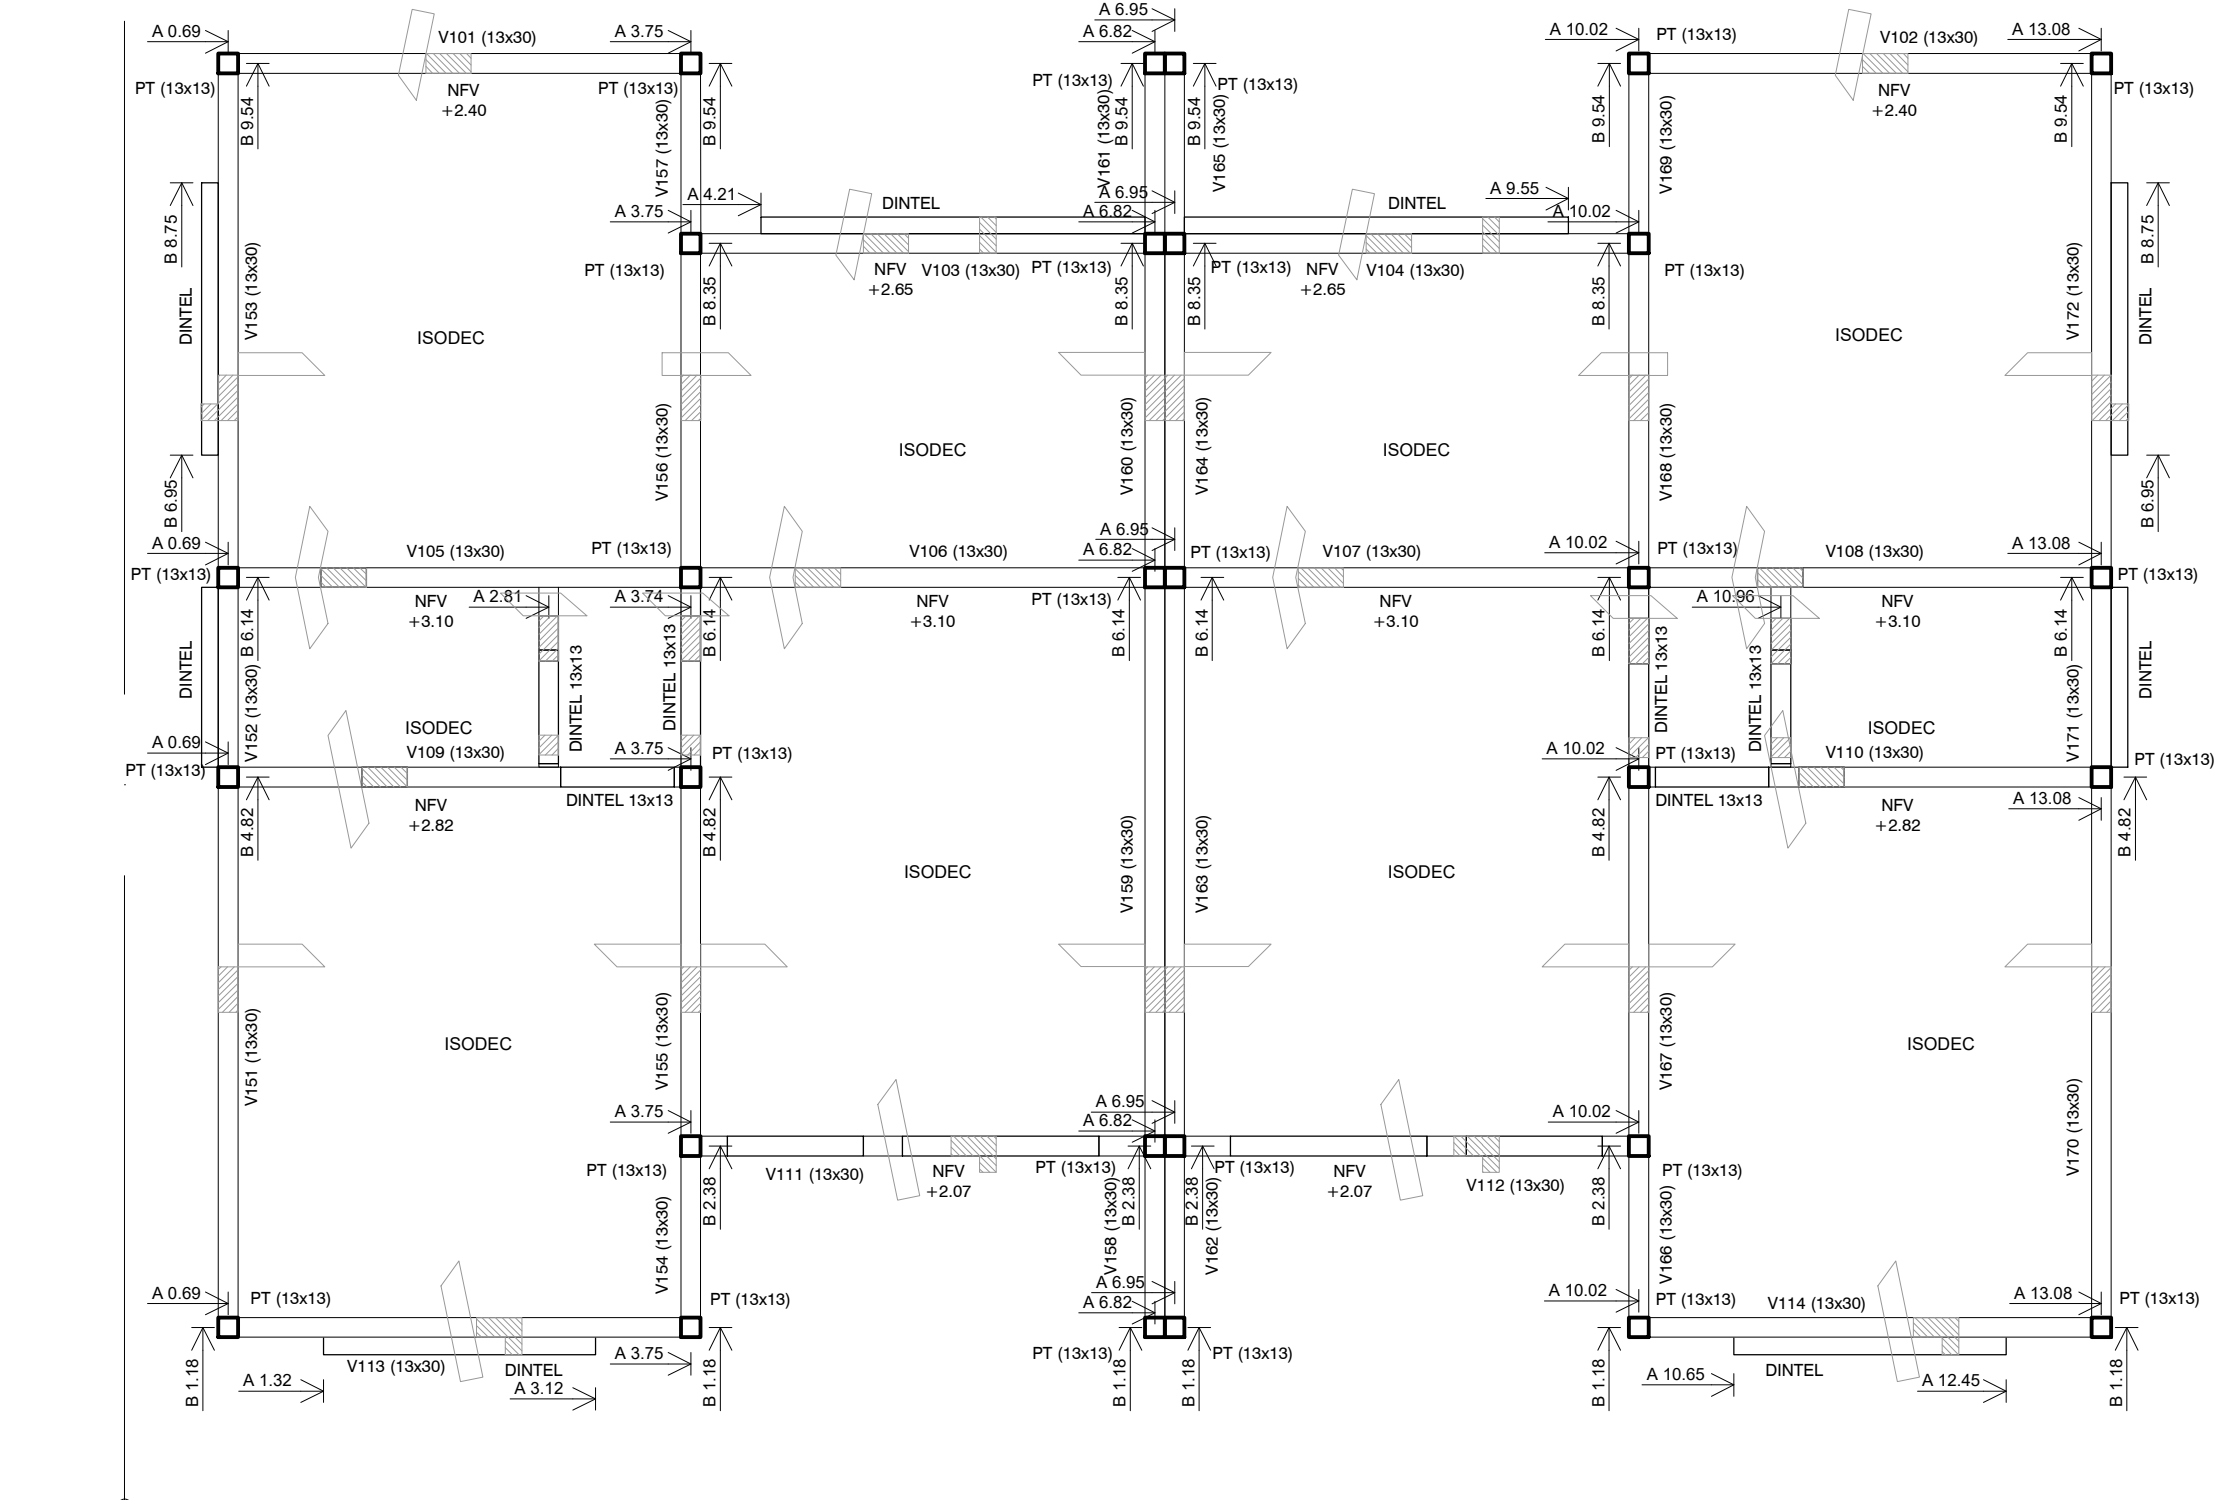 A 6.95
A 0.69
V101 (13x30)
A 3.75
A 6.82
A 10.02
PT (13x13)
V102 (13x30)
A 13.08
PT (13x13)
NFV
+2.40
PT (13x13)
PT (13x13)
PT (13x13)
NFV
+2.40
PT (13x13)
B 9.54
V157 (13x30)
B 9.54
V161 (13x30)
B 9.54
B 9.54
V165 (13x30)
B 9.54
V169 (13x30)
B 9.54
A 4.21
DINTEL
A 6.95
A 9.55
DINTEL
A 3.75
A 6.82
A 10.02
B 8.75
B 8.75
PT (13x13)
NFV
+2.65
V103 (13x30)
PT (13x13)
PT (13x13)
NFV
+2.65
V104 (13x30)
PT (13x13)
DINTEL
V153 (13x30)
B 8.35
B 8.35
B 8.35
B 8.35
V172 (13x30)
DINTEL
ISODEC
ISODEC
V156 (13x30)
ISODEC
V160 (13x30)
V164 (13x30)
ISODEC
V168 (13x30)
B 6.95
B 6.95
A 0.69
V105 (13x30)
PT (13x13)
V106 (13x30)
A 6.95
A 6.82
PT (13x13)
V107 (13x30)
A 10.02
PT (13x13)
V108 (13x30)
A 13.08
PT (13x13)
PT (13x13)
NFV
+3.10
A 2.81
A 3.74
NFV
+3.10
PT (13x13)
NFV
+3.10
A 10.96
NFV
+3.10
B 6.14
B 6.14
B 6.14
B 6.14
B 6.14
B 6.14
DINTEL
V152 (13x30)
DINTEL 13x13
DINTEL 13x13
DINTEL 13x13
DINTEL 13x13
V171 (13x30)
DINTEL
ISODEC
ISODEC
A 0.69
V109 (13x30)
A 3.75
PT (13x13)
A 10.02
PT (13x13)
V110 (13x30)
PT (13x13)
PT (13x13)
NFV
+2.82
DINTEL 13x13
DINTEL 13x13
NFV
+2.82
A 13.08
B 4.82
B 4.82
B 4.82
B 4.82
ISODEC
V159 (13x30)
V163 (13x30)
ISODEC
V151 (13x30)
ISODEC
V155 (13x30)
V167 (13x30)
ISODEC
V170 (13x30)
A 3.75
A 6.95
A 6.82
A 10.02
PT (13x13)
V111 (13x30)
NFV
+2.07
PT (13x13)
PT (13x13)
NFV
+2.07
V112 (13x30)
PT (13x13)
V154 (13x30)
B 2.38
V158 (13x30)
B 2.38
B 2.38
V162 (13x30)
B 2.38
V166 (13x30)
A 0.69
PT (13x13)
PT (13x13)
A 6.95
A 6.82
A 10.02
PT (13x13)
V114 (13x30)
A 13.08
PT (13x13)
V113 (13x30)
DINTEL
A 3.75
PT (13x13)
PT (13x13)
DINTEL
B 1.18
A 1.32
A 3.12
B 1.18
B 1.18
B 1.18
B 1.18
A 10.65
A 12.45
B 1.18